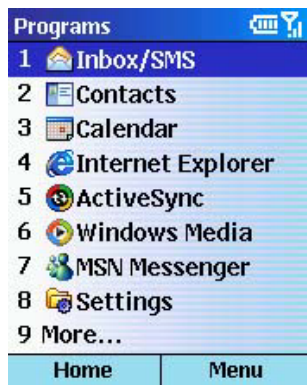 Programs
1 Inbox/SMS
2 Contacts
3 Calendar
4 Internet Explorer
5 ActiveSync
6 Windows Media
7 MSN Messenger
8 Settings
9 More...
Home Menu